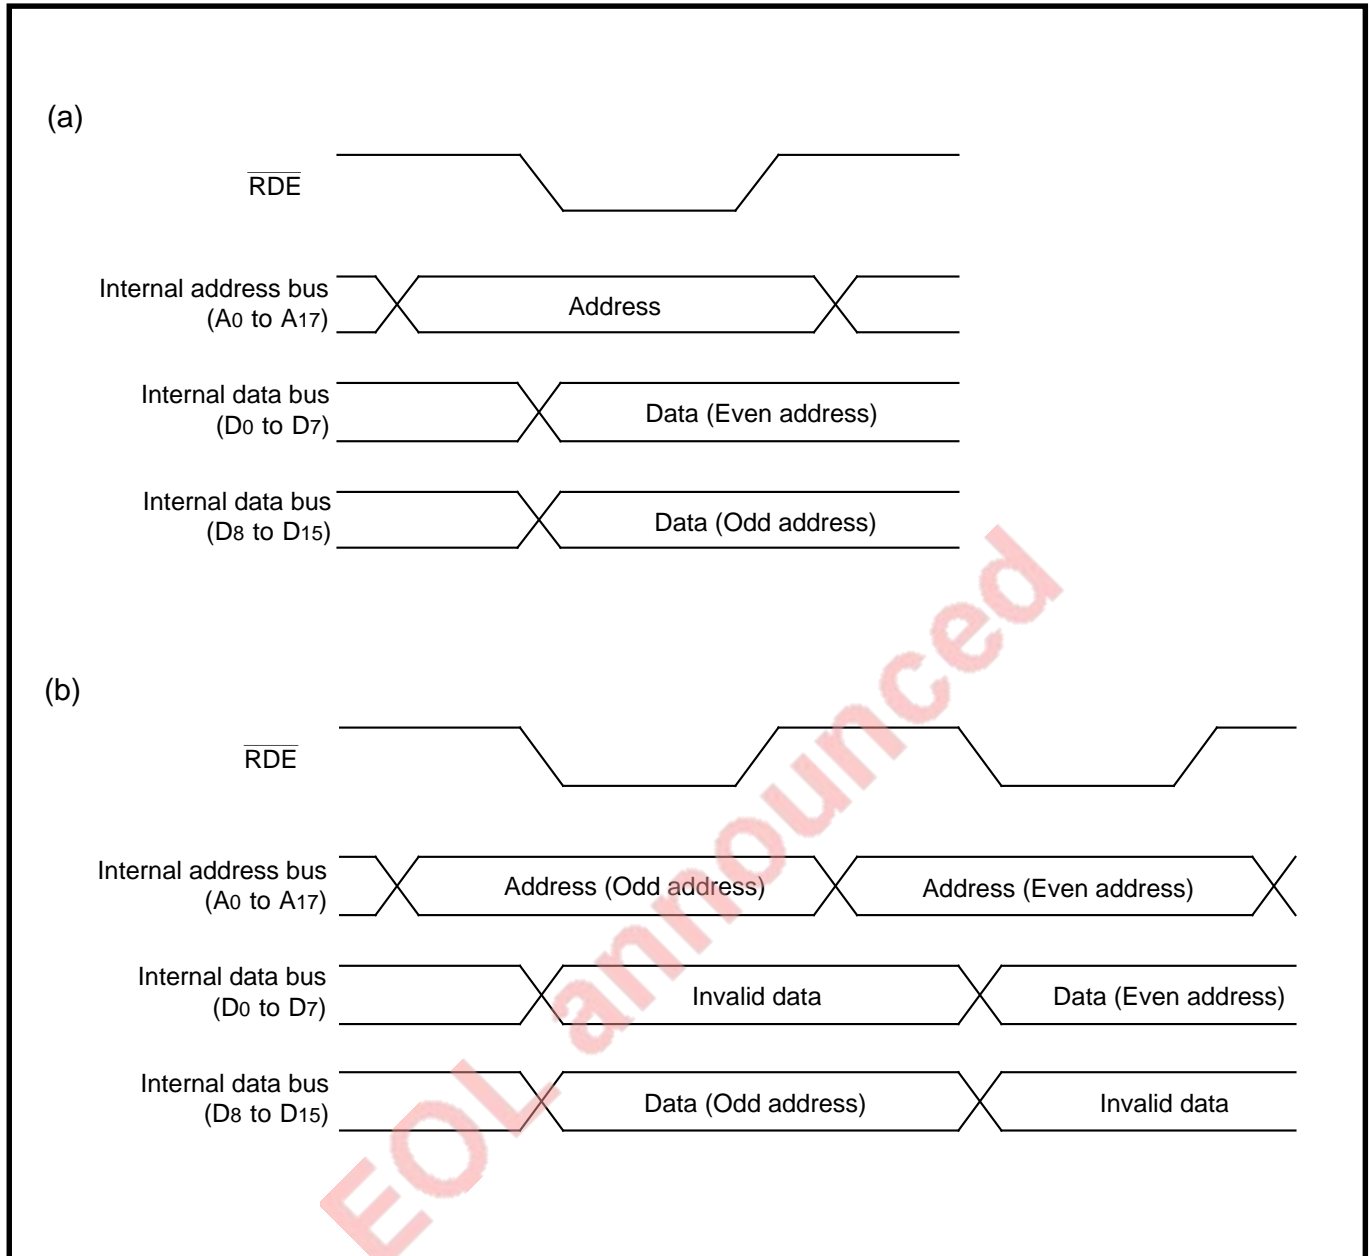 (a)
RDE
Internal address bus
(A0 to A17)
Address
Internal data bus
(D0 to D7)
Data (Even address)
Internal data bus
(D8 to D15)
Data (Odd address)
(b)
RDE
Internal address bus
(A0 to A17)
Address (Odd address)
Address (Even address)
Internal data bus
(D0 to D7)
Invalid data
Data (Even address)
Internal data bus
(D8 to D15)
Data (Odd address)
Invalid data
EOL announced